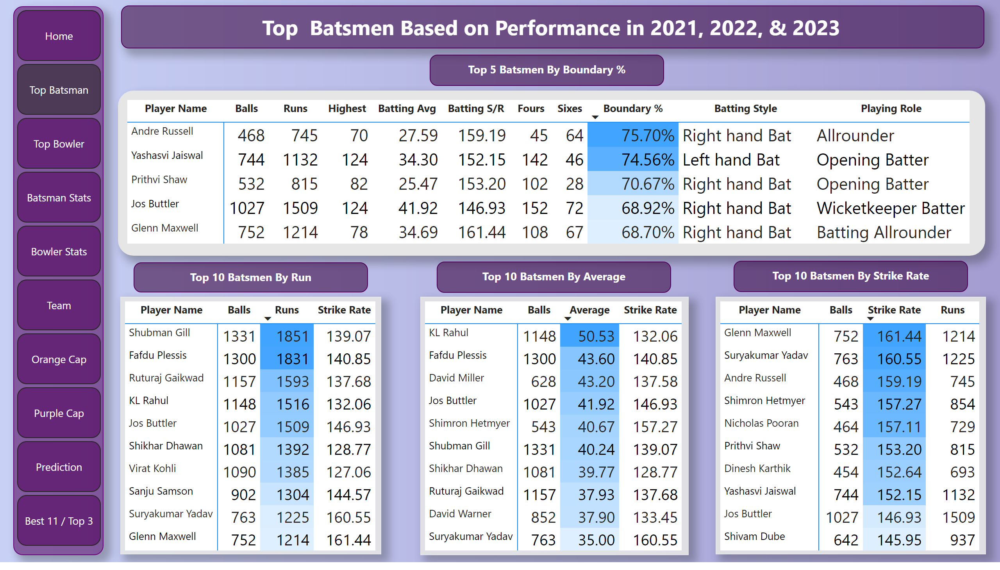 Home
Top Batsman
Top Bowler
Batsman Stats
Bowler Stats
Team
Orange Cap
Purple Cap
Prediction
Best 11 / Top 3
Top  Batsmen Based on Performance in 2021, 2022, & 2023
Top 5 Batsmen By Boundary %
Player Name Balls Runs Highest Batting Avg Batting S/R Fours Sixes Boundary % Batting Style Playing Role
Andre Russell 468 745 70 27.59 159.19 45 64 75.70% Right hand Bat Allrounder
Yashasvi Jaiswal 744 1132 124 34.30 152.15 142 46 74.56% Left hand Bat Opening Batter
Prithvi Shaw 532 815 82 25.47 153.20 102 28 70.67% Right hand Bat Opening Batter
Jos Buttler 1027 1509 124 41.92 146.93 152 72 68.92% Right hand Bat Wicketkeeper Batter
Glenn Maxwell 752 1214 78 34.69 161.44 108 67 68.70% Right hand Bat Batting Allrounder
Top 10 Batsmen By Run
Player Name Balls Runs Strike Rate
Shubman Gill 1331 1851 139.07
Fafdu Plessis 1300 1831 140.85
Ruturaj Gaikwad 1157 1593 137.68
KL Rahul 1148 1516 132.06
Jos Buttler 1027 1509 146.93
Shikhar Dhawan 1081 1392 128.77
Virat Kohli 1090 1385 127.06
Sanju Samson 902 1304 144.57
Suryakumar Yadav 763 1225 160.55
Glenn Maxwell 752 1214 161.44
Top 10 Batsmen By Average
Player Name Balls Average Strike Rate
KL Rahul 1148 50.53 132.06
Fafdu Plessis 1300 43.60 140.85
David Miller 628 43.20 137.58
Jos Buttler 1027 41.92 146.93
Shimron Hetmyer 543 40.67 157.27
Shubman Gill 1331 40.24 139.07
Shikhar Dhawan 1081 39.77 128.77
Ruturaj Gaikwad 1157 37.93 137.68
David Warner 852 37.90 133.45
Suryakumar Yadav 763 35.00 160.55
Top 10 Batsmen By Strike Rate
Player Name Balls Strike Rate Runs
Glenn Maxwell 752 161.44 1214
Suryakumar Yadav 763 160.55 1225
Andre Russell 468 159.19 745
Shimron Hetmyer 543 157.27 854
Nicholas Pooran 464 157.11 729
Prithvi Shaw 532 153.20 815
Dinesh Karthik 454 152.64 693
Yashasvi Jaiswal 744 152.15 1132
Jos Buttler 1027 146.93 1509
Shivam Dube 642 145.95 937